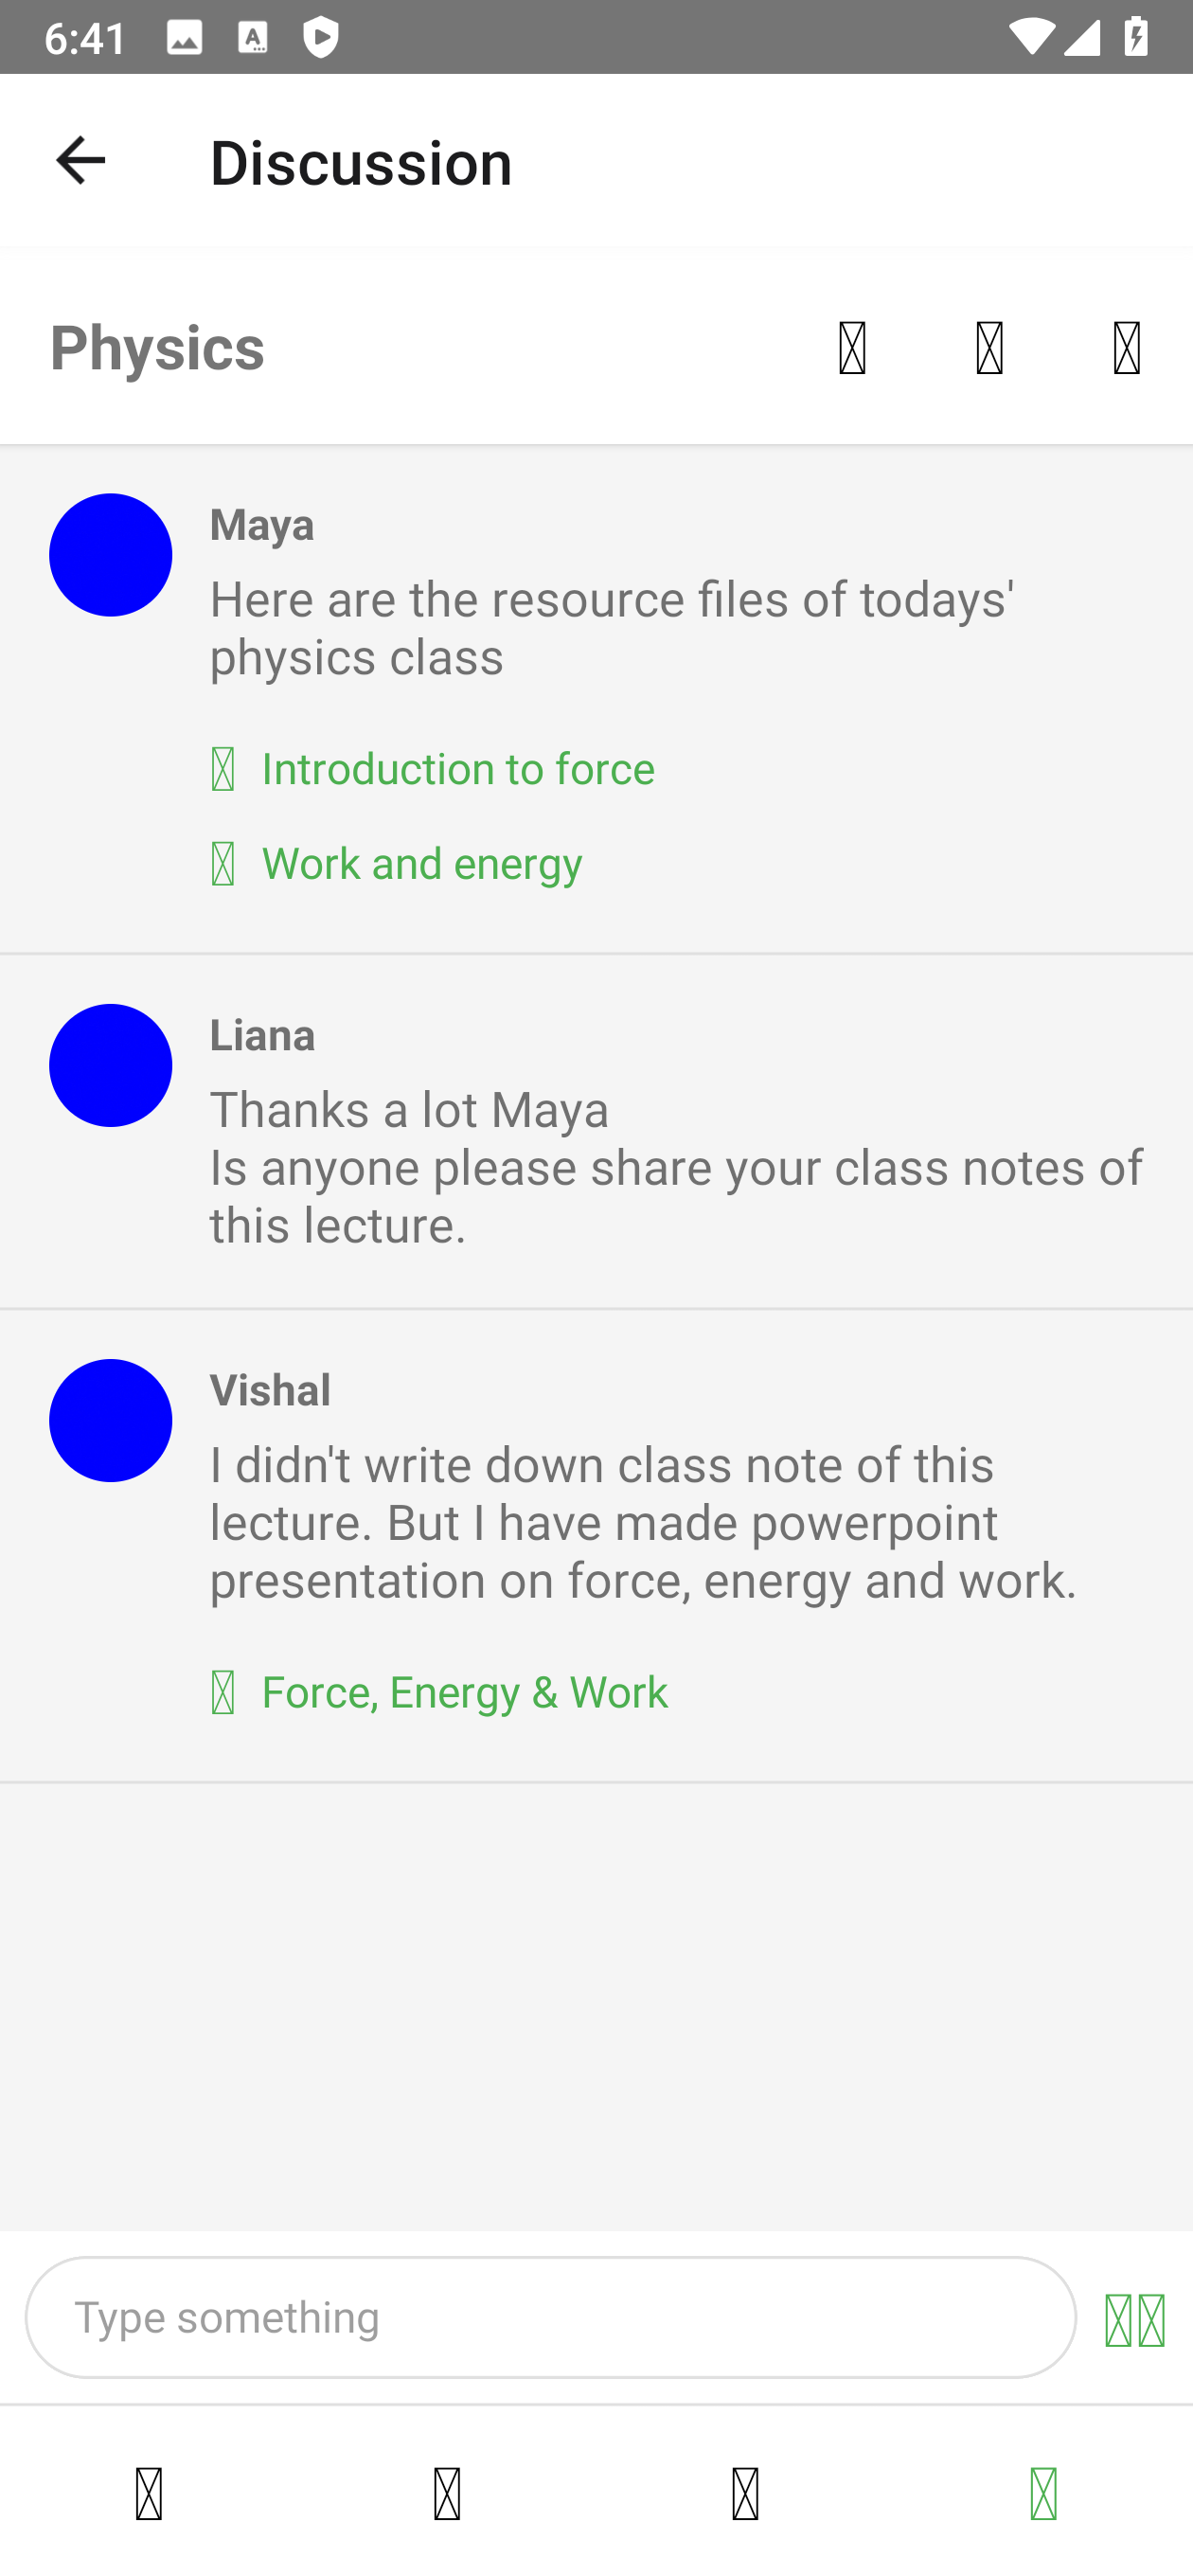 6:41
Discussion
Physics
Maya
Here are the resource files of todays'
physics class
Introduction to force
Work and energy
Liana
Thanks a lot Maya
Is anyone please share your class notes of
this lecture.
Vishal
I didn't write down class note of this
lecture. But I have made powerpoint
presentation on force, energy and work.
Force, Energy & Work
Type something